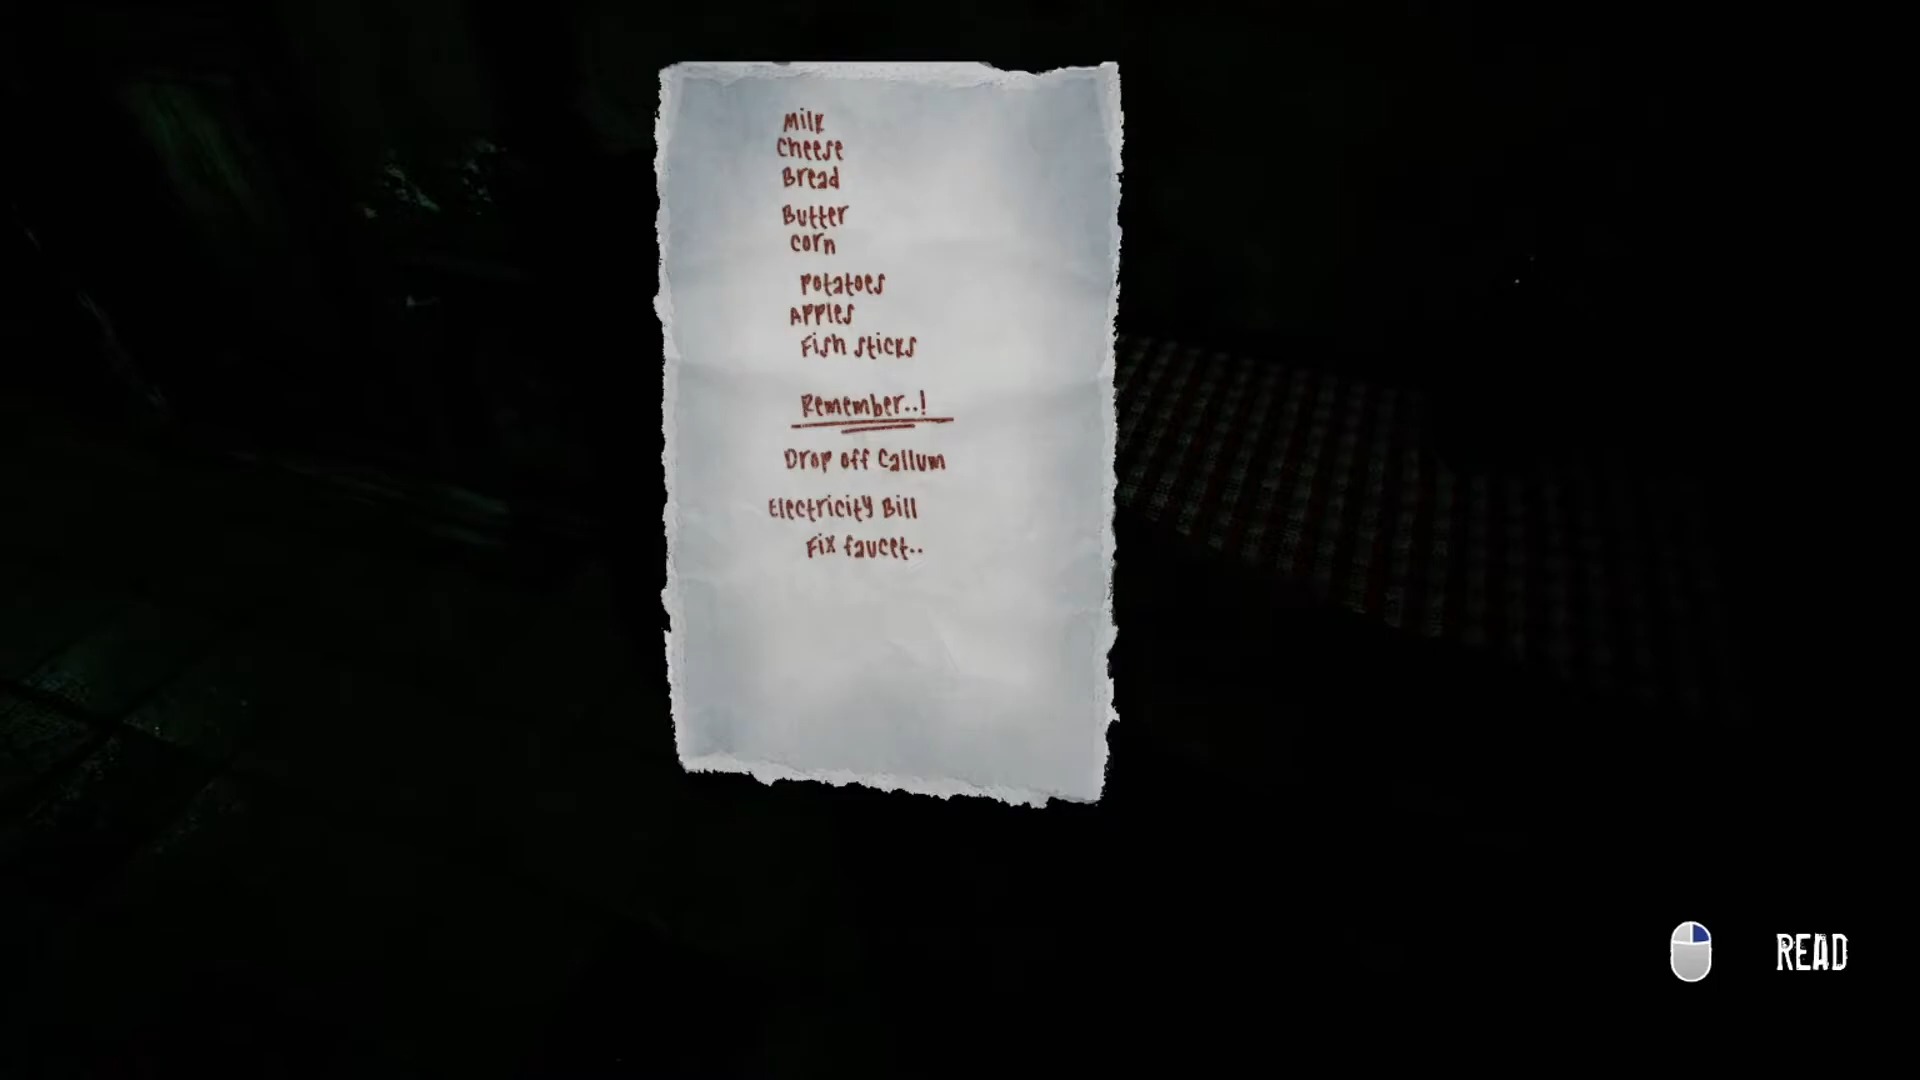 Milk
Cheese
Bread
Butter
corn
Potatoes
Apples
Fish sticks
Remember..!
Drop off Callum
Electricity Bill
Fix faucet..
READ